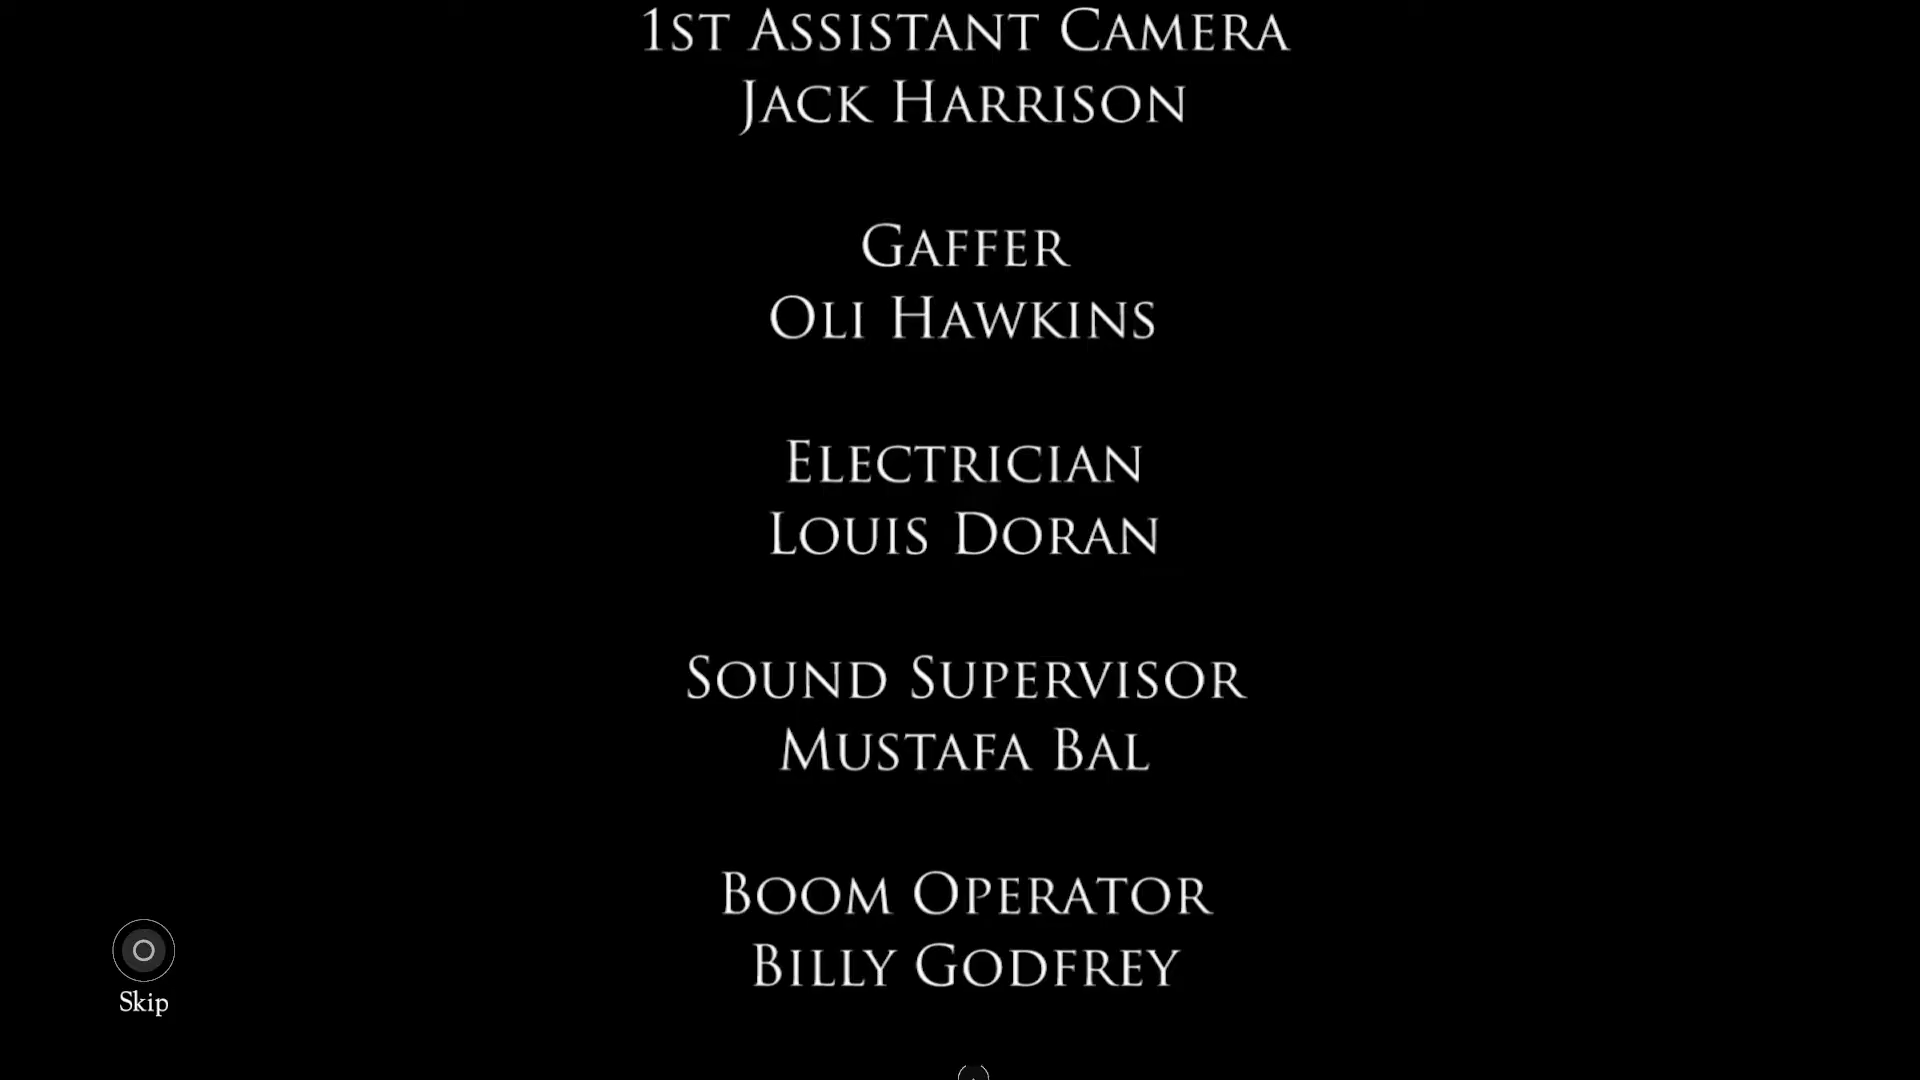 1st Assistant Camera
Jack Harrison
Gaffer
Oli Hawkins
Electrician
Louis Doran
Sound Supervisor
Mustafa Bal
Boom Operator
Billy Godfrey
Skip